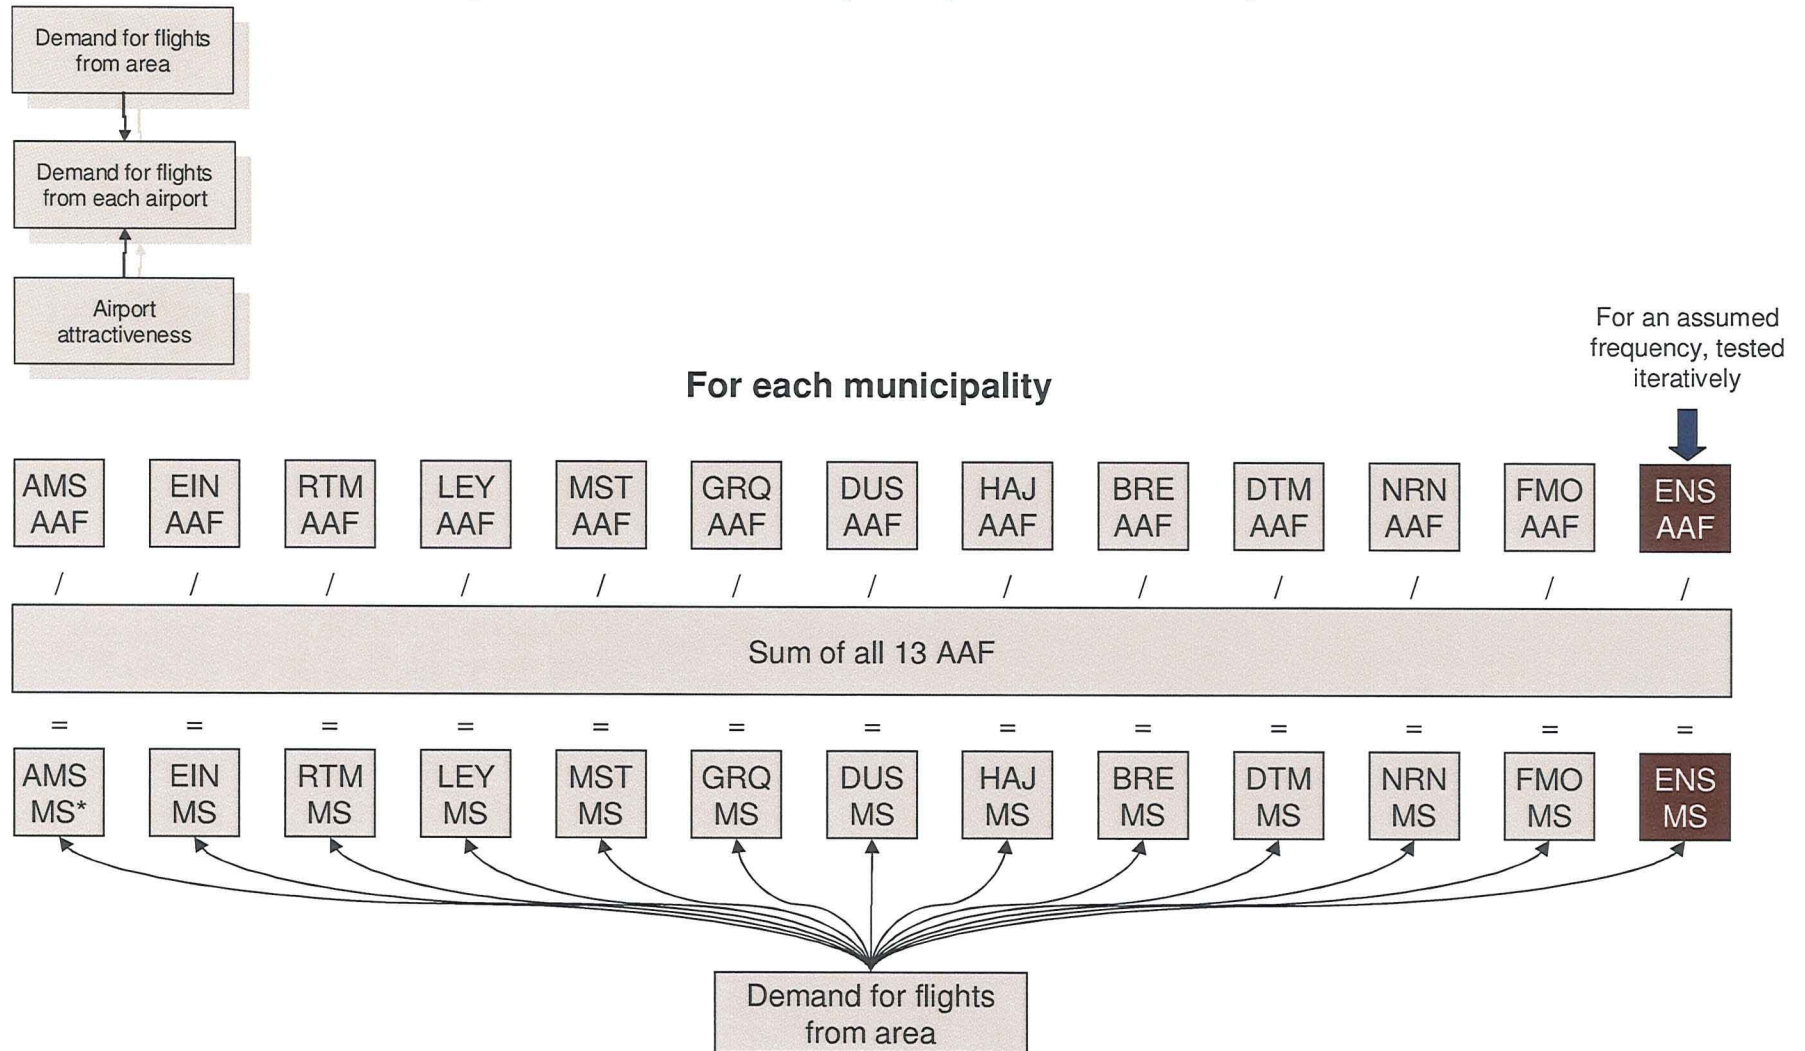 Demand for flights
from area
Demand for flights
from each airport
Airport
attractiveness
For an assumed
frequency, tested
iteratively
For each municipality
AMS EIN RTM LEY MST GRQ DUS HAJ BRE DTM NRN FMO ENS
AAF AAF AAF AAF AAF AAF AAF AAF AAF AAF AAF AAF AAF
/ / / / / / / / / / / / /
Sum of all 13 AAF
= = = = = = = = = = = = =
AMS EIN RTM LEY MST GRQ DUS HAJ BRE DTM NRN FMO ENS
MS* MS MS MS MS MS MS MS MS MS MS MS MS
Demand for flights
from area